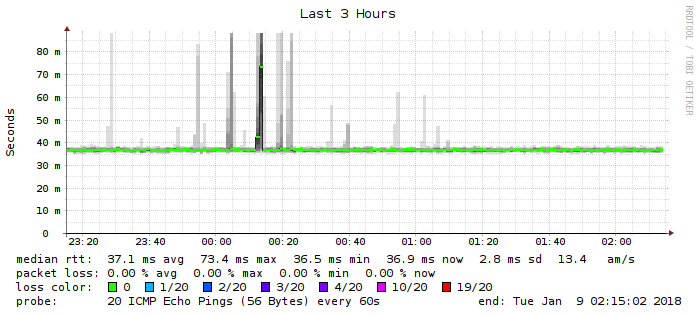 Last 3 Hours
RRDTOOL / TOBI OETIKER
Seconds
80 m
70 m
60 m
50 m
40 m
30 m
20 m
10 m
0
23:20 23:40 00:00 00:20 00:40 01:00 01:20 01:40 02:00
median rtt: 37.1 ms avg 73.4 ms max 36.5 ms min 36.9 ms now 2.8 ms sd 13.4 am/s
packet loss: 0.00 % avg 0.00 % max 0.00 % min 0.00 % now
loss color: 0 1/20 2/20 3/20 4/20 10/20 19/20
probe: 20 ICMP Echo Pings (56 Bytes) every 60s end: Tue Jan 9 02:15:02 2018